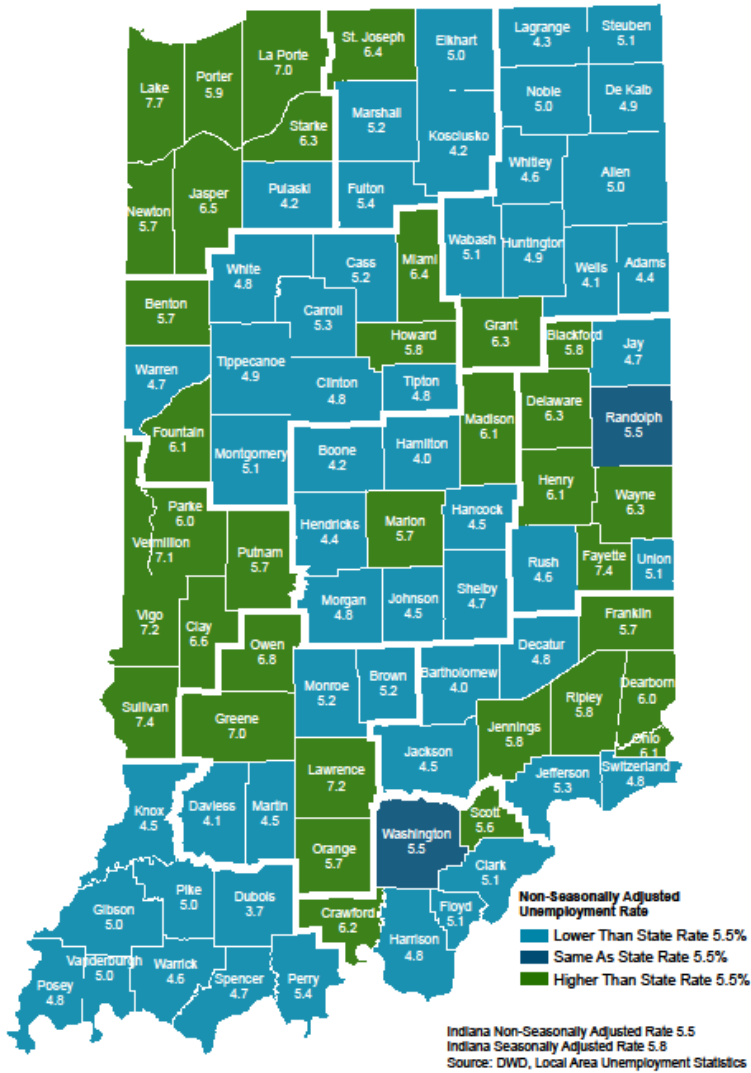 St. Joseph
6.4
Elkhart
5.0
Lagrange
4.3
Steuben
5.1
La Porte
7.0
Porter
5.9
Lake
7.7
Noble
5.0
De Kalb
4.9
Marshall
5.2
Starke
6.3
Kosciusko
4.2
Whitley
4.6
Allen
5.0
Pulaski
4.2
Fulton
5.4
Jasper
6.5
Newton
5.7
Wabash
5.1
Huntington
4.9
Miami
6.4
Cass
5.2
White
4.8
Wells
4.1
Adams
4.4
Benton
5.7
Carroll
5.3
Grant
6.3
Howard
5.8
Blackford
5.8
Jay
4.7
Warren
4.7
Tippecanoe
4.9
Clinton
4.8
Tipton
4.8
Delaware
6.3
Madison
6.1
Randolph
5.5
Fountain
6.1
Montgomery
5.1
Boone
4.2
Hamilton
4.0
Henry
6.1
Wayne
6.3
Parke
6.0
Hendricks
4.4
Marion
5.7
Hancock
4.5
Vermillion
7.1
Putnam
5.7
Rush
4.6
Fayette
7.4
Union
5.1
Morgan
4.8
Johnson
4.5
Shelby
4.7
Vigo
7.2
Clay
6.6
Franklin
5.7
Owen
6.8
Decatur
4.8
Monroe
5.2
Brown
5.2
Bartholomew
4.0
Dearborn
6.0
Ripley
5.8
Sullivan
7.4
Greene
7.0
Jennings
5.8
Ohio
6.1
Jackson
4.5
Lawrence
7.2
Jefferson
5.3
Switzerland
4.8
Knox
4.5
Daviess
4.1
Martin
4.5
Scott
5.6
Washington
5.5
Orange
5.7
Clark
5.1
Pike
5.0
Dubois
3.7
Gibson
5.0
Floyd
5.1
Crawford
6.2
Harrison
4.8
Vanderburgh
5.0
Warrick
4.6
Spencer
4.7
Perry
5.4
Posey
4.8
Non-Seasonally Adjusted
Unemployment Rate
Lower Than State Rate 5.5%
Same As State Rate 5.5%
Higher Than State Rate 5.5%
Indiana Non-Seasonally Adjusted Rate 5.5
Indiana Seasonally Adjusted Rate 5.8
Source: DWD, Local Area Unemployment Statistics